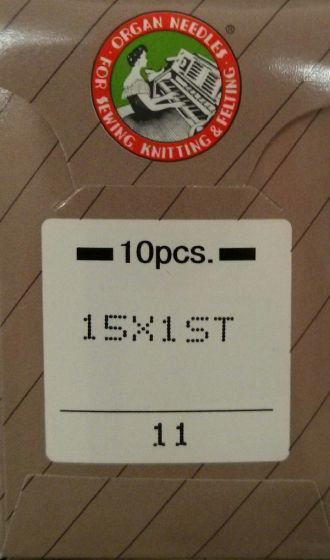 · ORGAN NEEDLES · ®
FOR SEWING KNITTING & FELTING
10pcs.
15X1ST
11